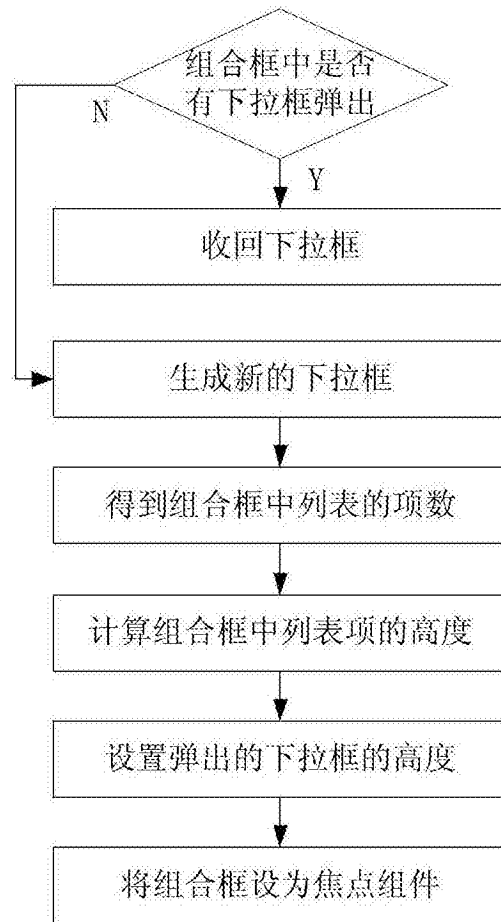 组合框中是否
有下拉框弹出
N
Y
收回下拉框
生成新的下拉框
得到组合框中列表的项数
计算组合框中列表项的高度
设置弹出的下拉框的高度
将组合框设为焦点组件